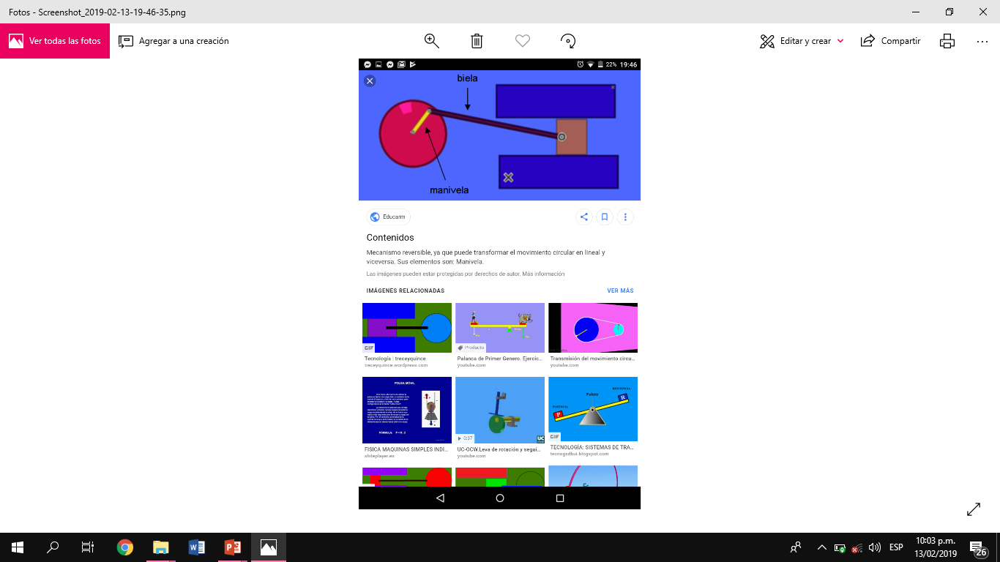 Fotos - Screenshot_2019-02-13-19-46-35.png
Ver todas las fotos
Agregar a una creación
Editar y crear
Compartir
22% 19:46
biela
manivela
Educarm
Contenidos
Mecanismo reversible, ya que puede transformar el movimiento circular en lineal y
viceversa. Sus elementos son: Manivela.
Las imágenes pueden estar protegidas por derechos de autor. Más información
IMÁGENES RELACIONADAS
VER MÁS
GIF
Producto
Tecnología | treceyquince
treceyquince.wordpress.com
Palanca de Primer Genero. Ejercic...
youtube.com
Transmisión del movimiento circu...
youtube.com
POLEA MÓVIL
FÓRMULA:
0:37
UC
RESISTENCIA
Fulcro
R
POTENCIA
P
GIF
FISICA MAQUINAS SIMPLES INDI...
slideplayer.es
UC-OCW.Leva de rotación y segui...
youtube.com
TECNOLOGÍA: SISTEMAS DE TRA...
tecnogsdbui.blogspot.com
ESP
10:03 p.m.
13/02/2019
26